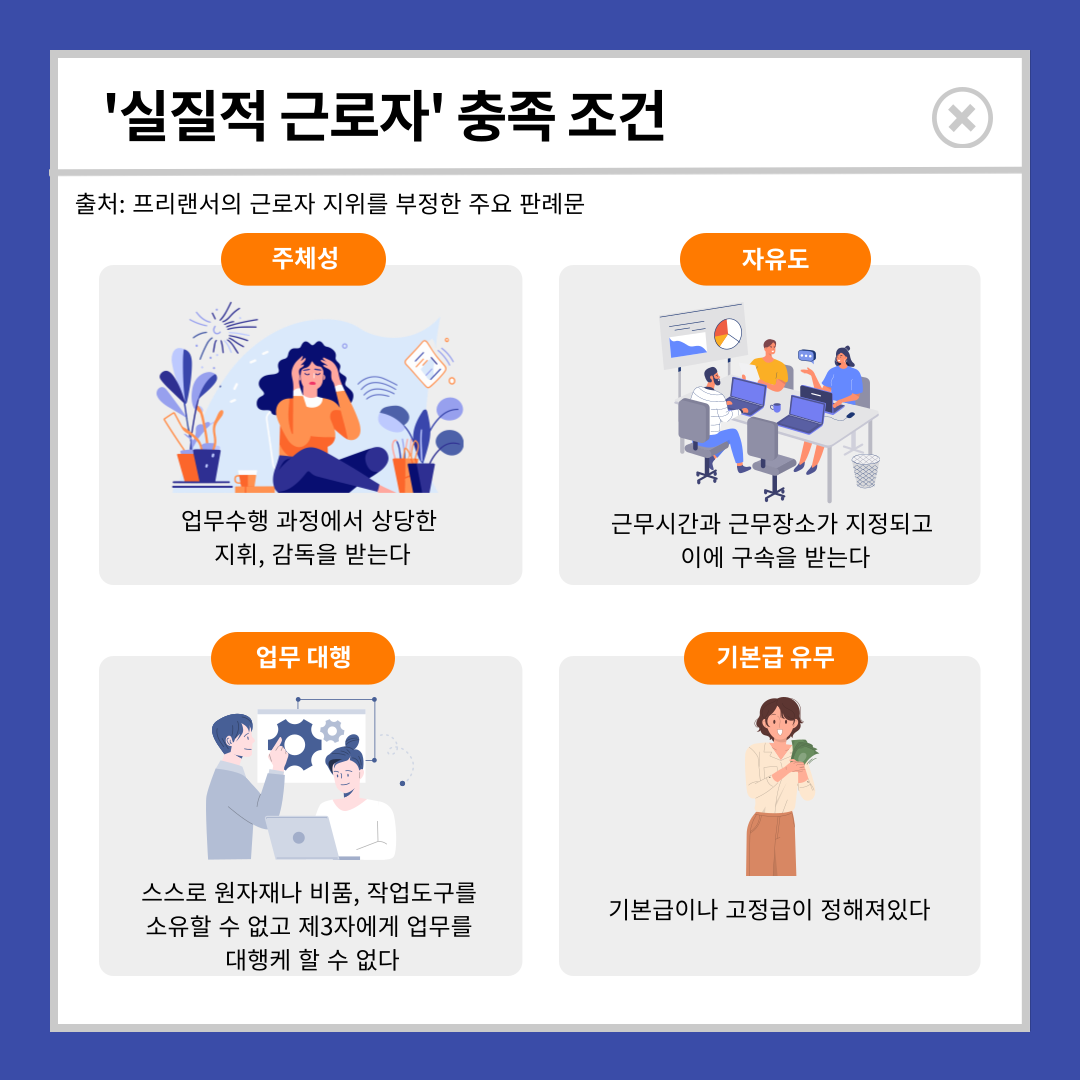 '실질적 근로자' 충족 조건
출처: 프리랜서의 근로자 지위를 부정한 주요 판례문
주체성
업무수행 과정에서 상당한
지휘, 감독을 받는다
자유도
근무시간과 근무장소가 지정되고
이에 구속을 받는다
업무 대행
스스로 원자재나 비품, 작업도구를
소유할 수 없고 제3자에게 업무를
대행케 할 수 없다
기본급 유무
기본급이나 고정급이 정해져있다